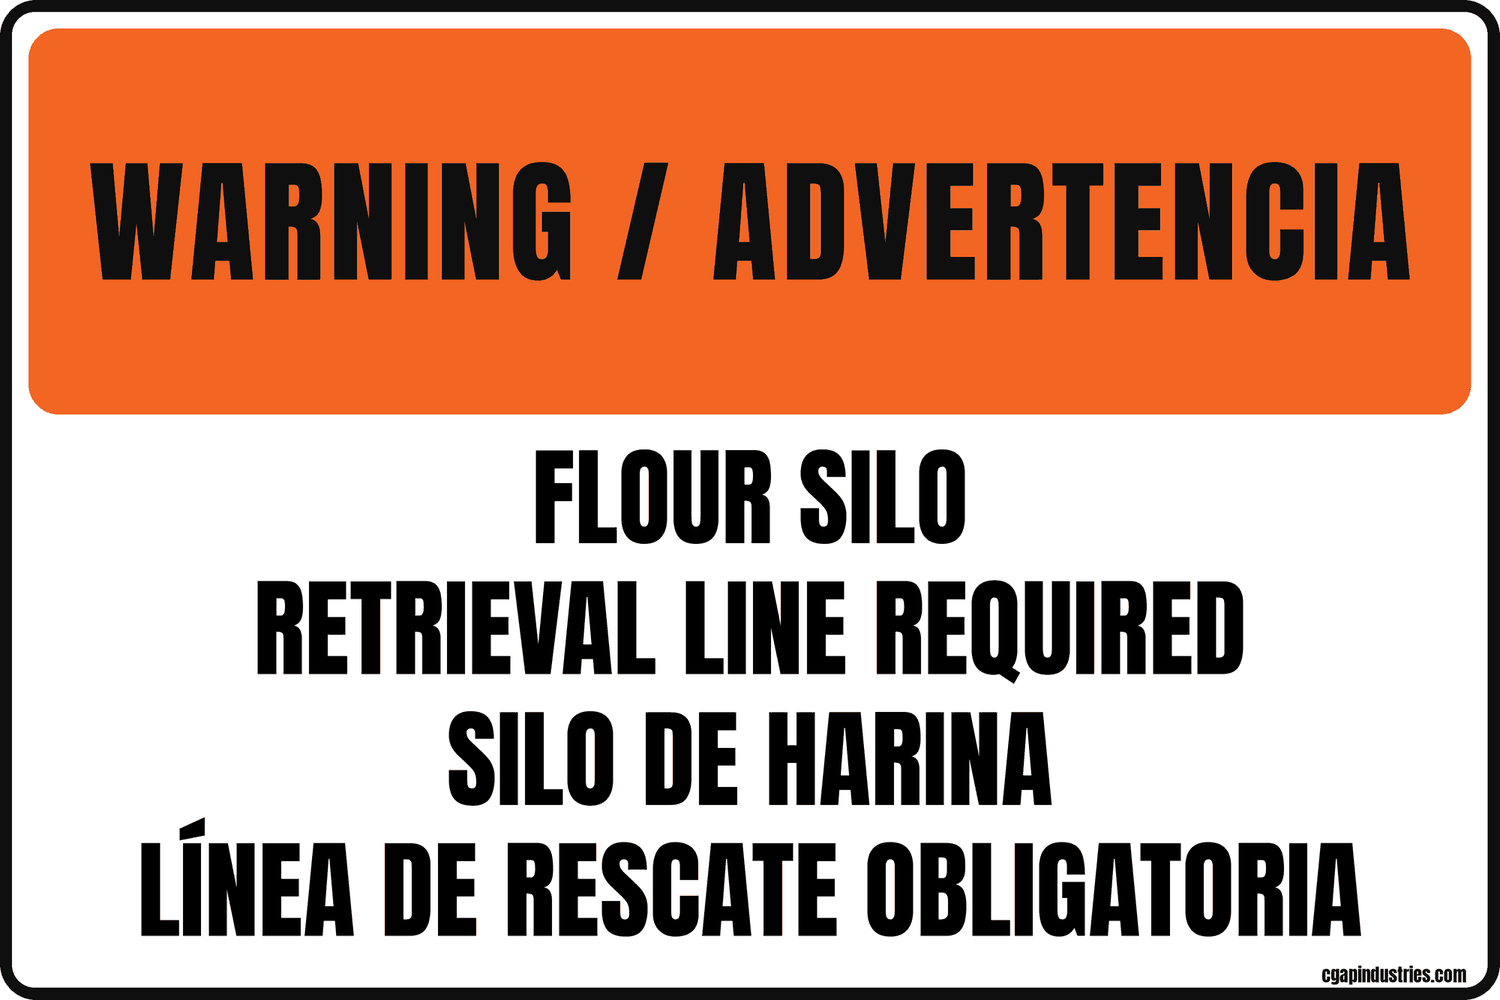 WARNING / ADVERTENCIA
FLOUR SILO
RETRIEVAL LINE REQUIRED
SILO DE HARINA
LÍNEA DE RESCATE OBLIGATORIA
cgapindustries.com